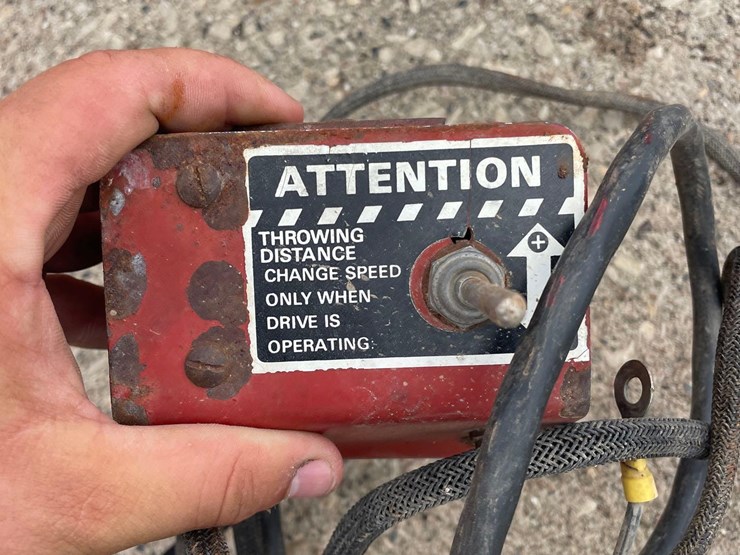 ATTENTION
THROWING
DISTANCE
CHANGE SPEED
ONLY WHEN
DRIVE IS
OPERATING.
+